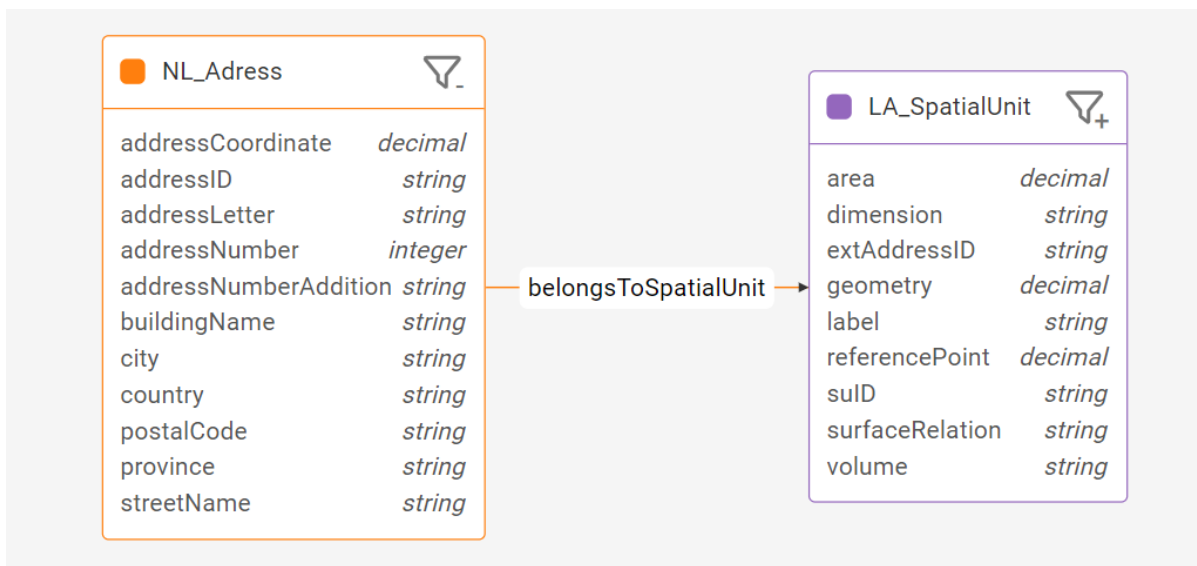 NL_Adress
addressCoordinate decimal
addressID string
addressLetter string
addressNumber integer
addressNumberAddition string
buildingName string
city string
country string
postalCode string
province string
streetName string
belongsToSpatialUnit
LA_SpatialUnit
area decimal
dimension string
extAddressID string
geometry decimal
label string
referencePoint decimal
suID string
surfaceRelation string
volume string